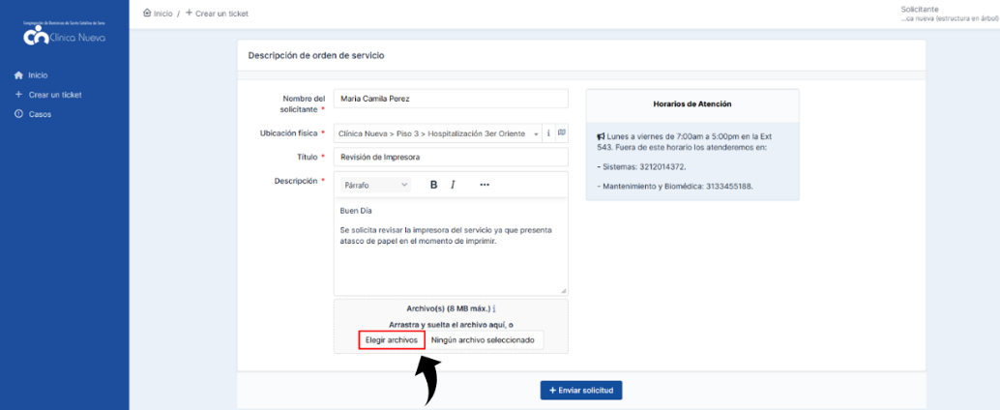 Congregación de Dominicas de Santa Catalina de Sena
Clínica Nueva
Inicio / + Crear un ticket
Solicitante
...ca nueva (estructura en árbol)
Inicio
+ Crear un ticket
Casos
Descripción de orden de servicio
Nombre del solicitante *
Maria Camila Perez
Ubicación física *
Clínica Nueva > Piso 3 > Hospitalización 3er Oriente
Título *
Revisión de Impresora
Descripción *
Párrafo B I ...
Buen Día
Se solicita revisar la impresora del servicio ya que presenta
atasco de papel en el momento de imprimir.
Archivo(s) (8 MB máx.) i
Arrastra y suelta el archivo aquí, o
Elegir archivos Ningún archivo seleccionado
+ Enviar solicitud
Horarios de Atención
Lunes a viernes de 7:00am a 5:00pm en la Ext
543. Fuera de este horario los atenderemos en:
- Sistemas: 3212014372.
- Mantenimiento y Biomédica: 3133455188.